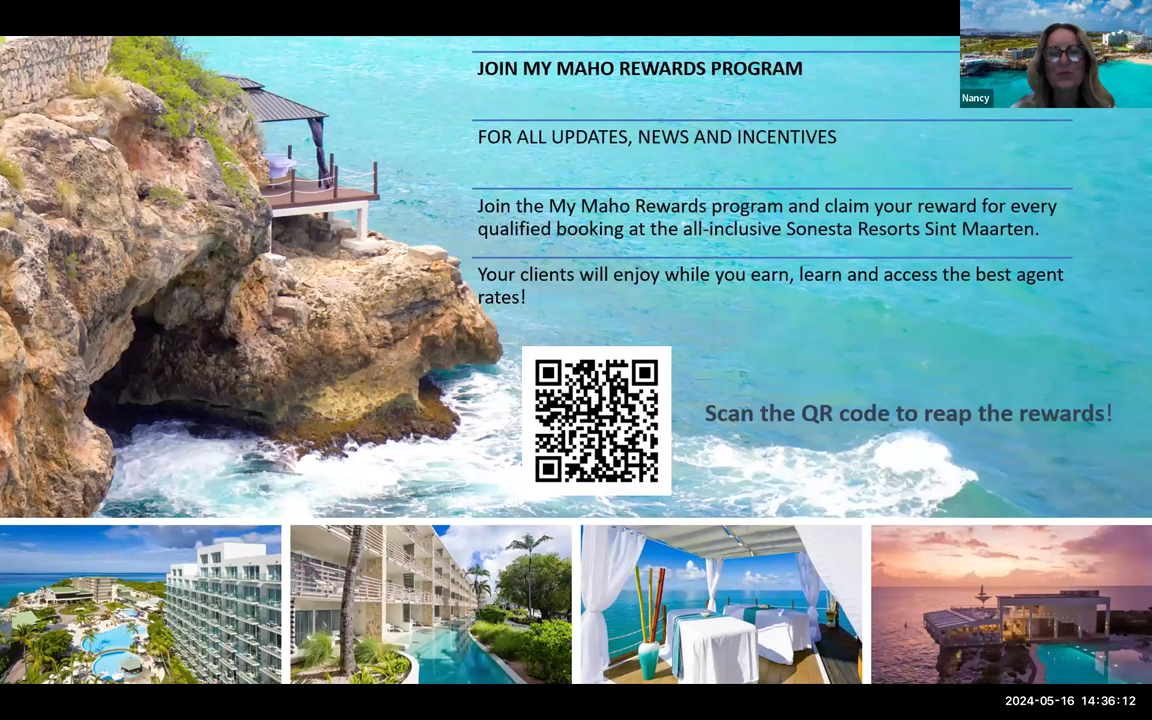 JOIN MY MAHO REWARDS PROGRAM
Nancy
FOR ALL UPDATES, NEWS AND INCENTIVES
Join the My Maho Rewards program and claim your reward for every
qualified booking at the all-inclusive Sonesta Resorts Sint Maarten.
Your clients will enjoy while you earn, learn and access the best agent
rates!
Scan the QR code to reap the rewards!
2024-05-16 14:36:12